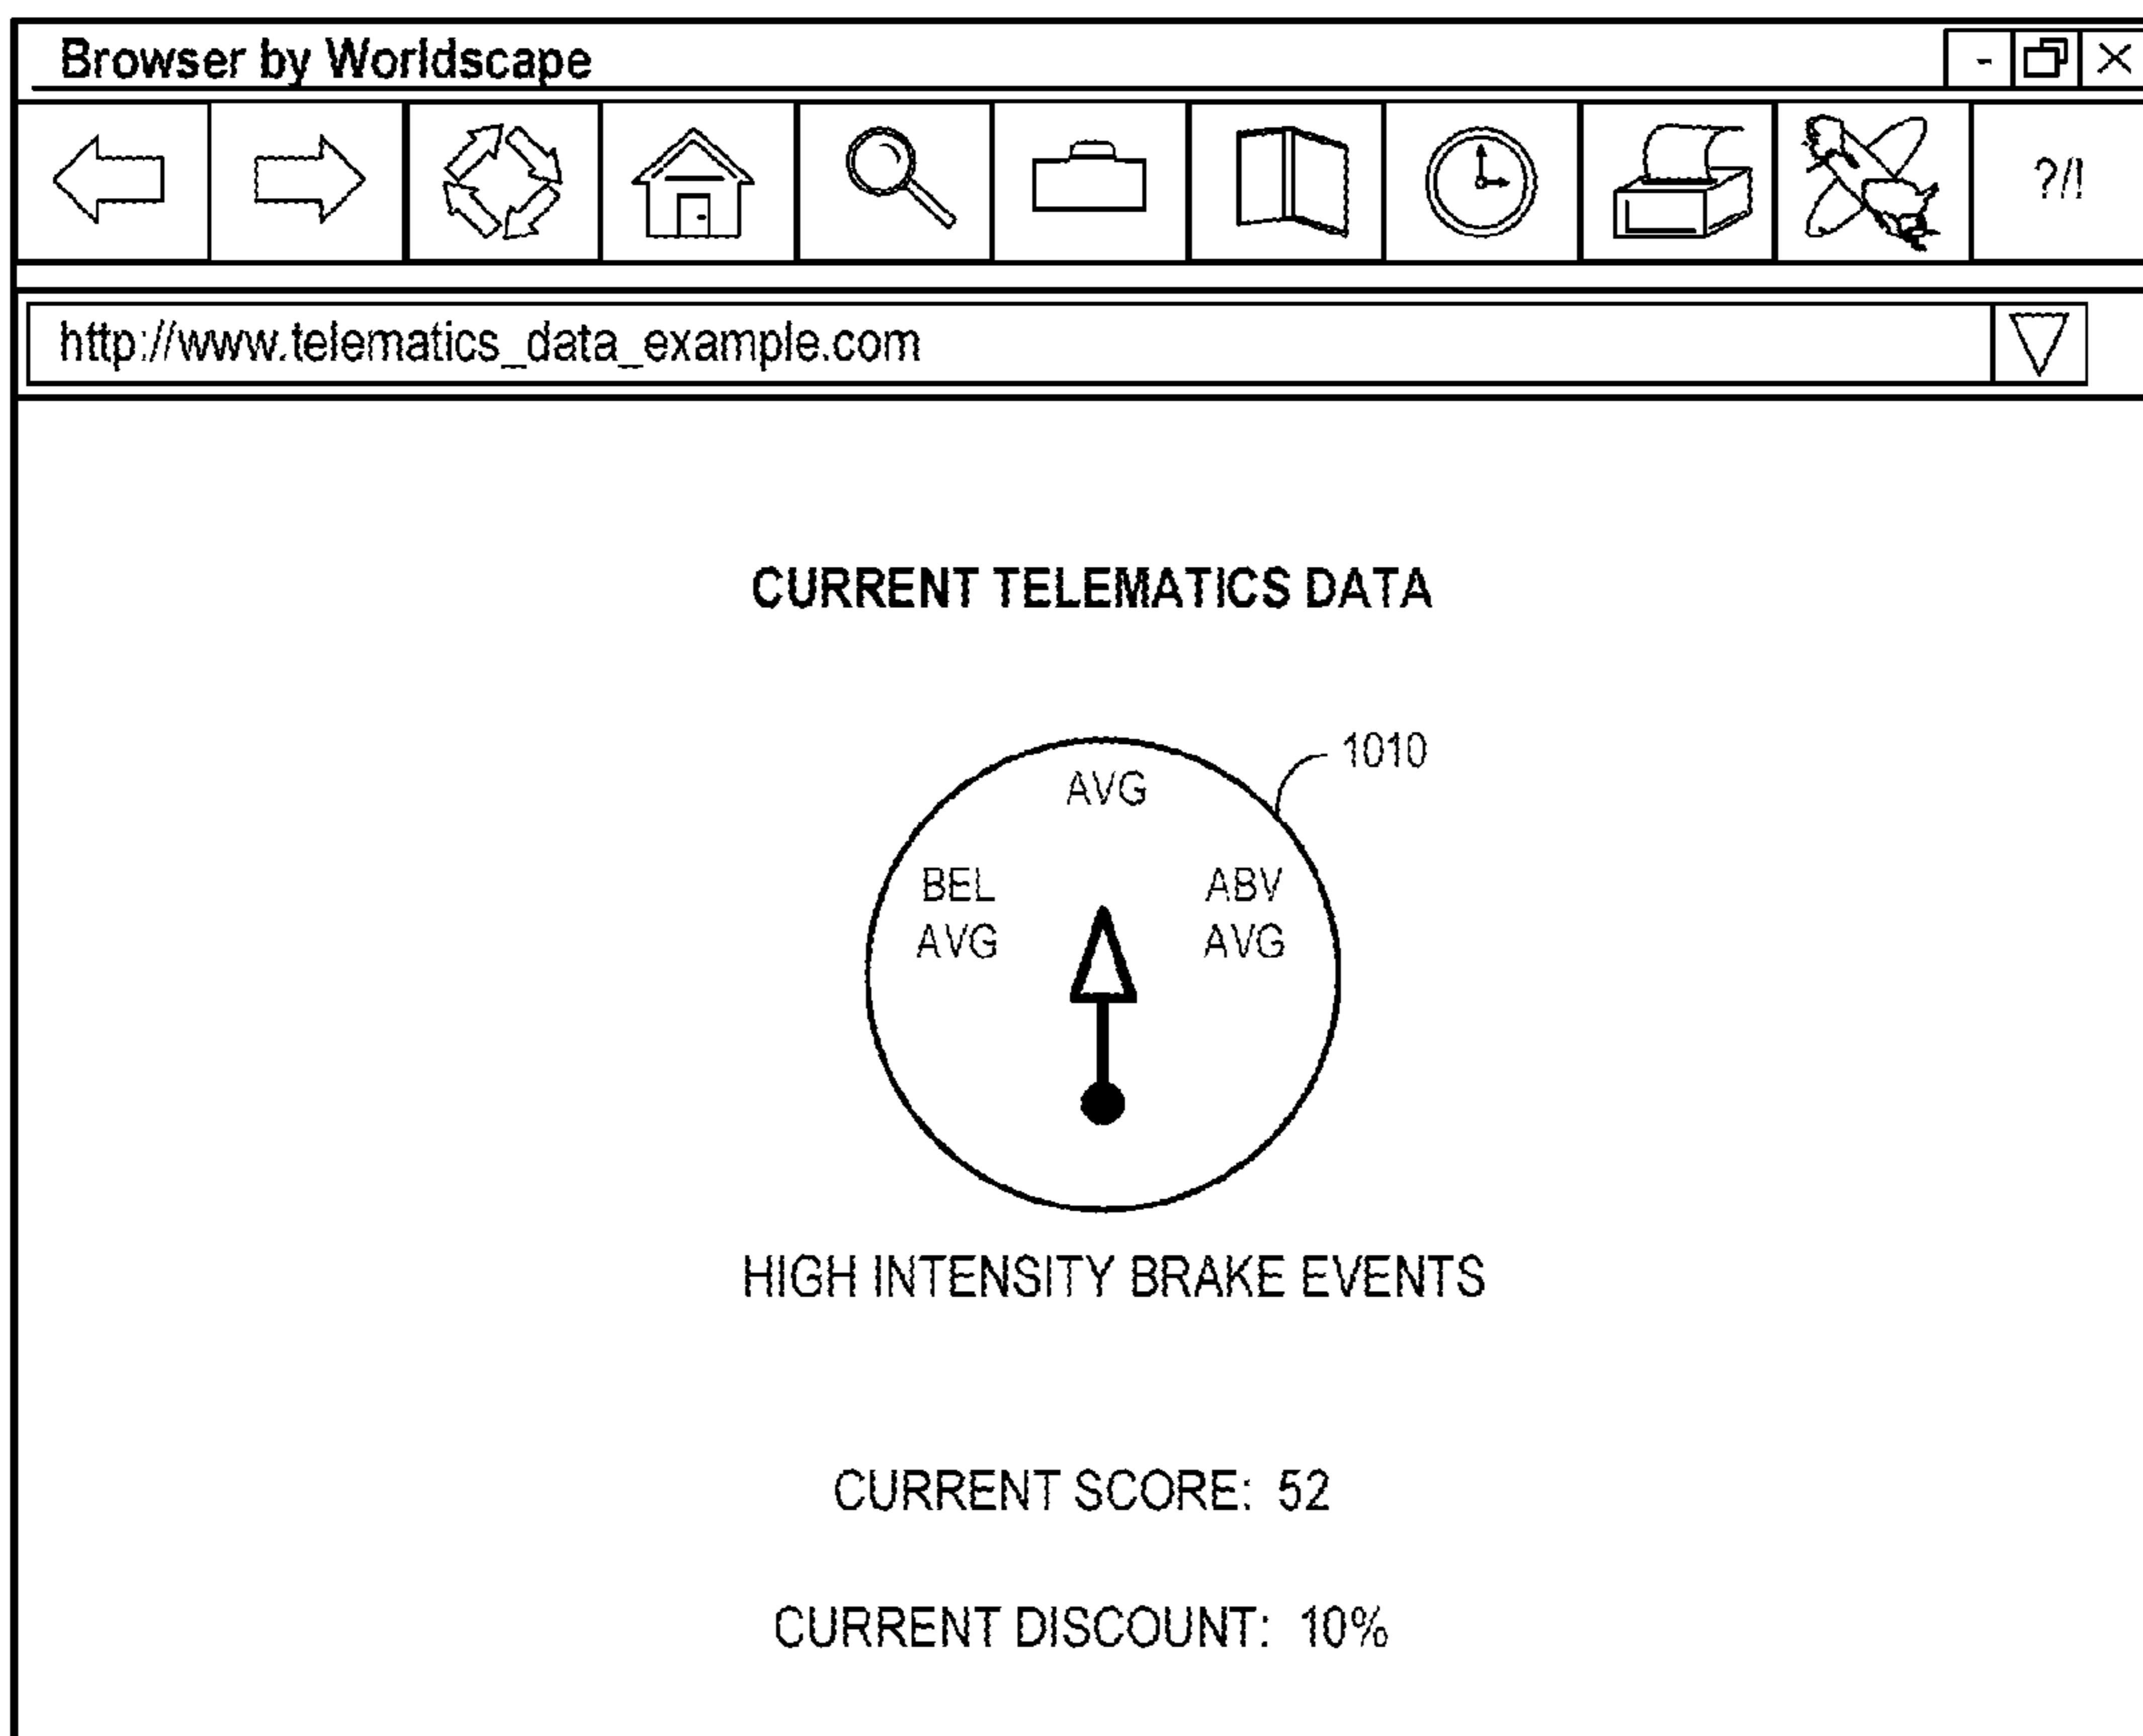 Browser by Worldscape
?/!
http://www.telematics_data_example.com
CURRENT TELEMATICS DATA
1010
AVG
BEL
AVG
ABV
AVG
HIGH INTENSITY BRAKE EVENTS
CURRENT SCORE: 52
CURRENT DISCOUNT: 10%